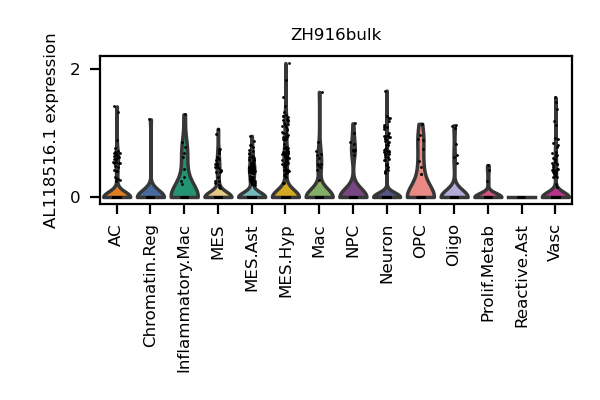 ZH916bulk
AL118516.1 expression
2
0
AC
Chromatin.Reg
Inflammatory.Mac
MES
MES.Ast
MES.Hyp
Mac
NPC
Neuron
OPC
Oligo
Prolif.Metab
Reactive.Ast
Vasc